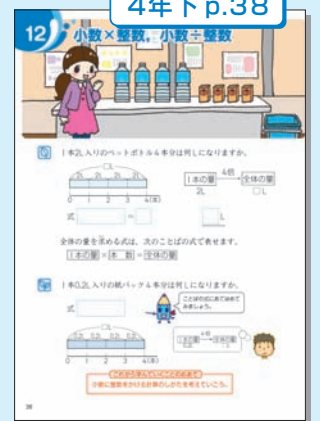 4年下p.38
12 小数×整数，小数÷整数
1本2L入りのペットボトル4本分は何Lになりますか。
□L
2L 2L 2L 2L
0 1 2 3 4(本)
1本の量 4倍 全体の量
2L □L
式 = L
全体の量を求める式は，次のことばの式で表せます。
1本の量 × 本数 = 全体の量
1本0.2L入りの紙パック4本分は何Lになりますか。
式
ことばの式にあてはめてみましょう。
□L
0.2L 0.2L 0.2L 0.2L
0 1 2 3 4(本)
4倍
1本の量 全体の量
小数に整数をかける計算のしかたを考えていこう。
38